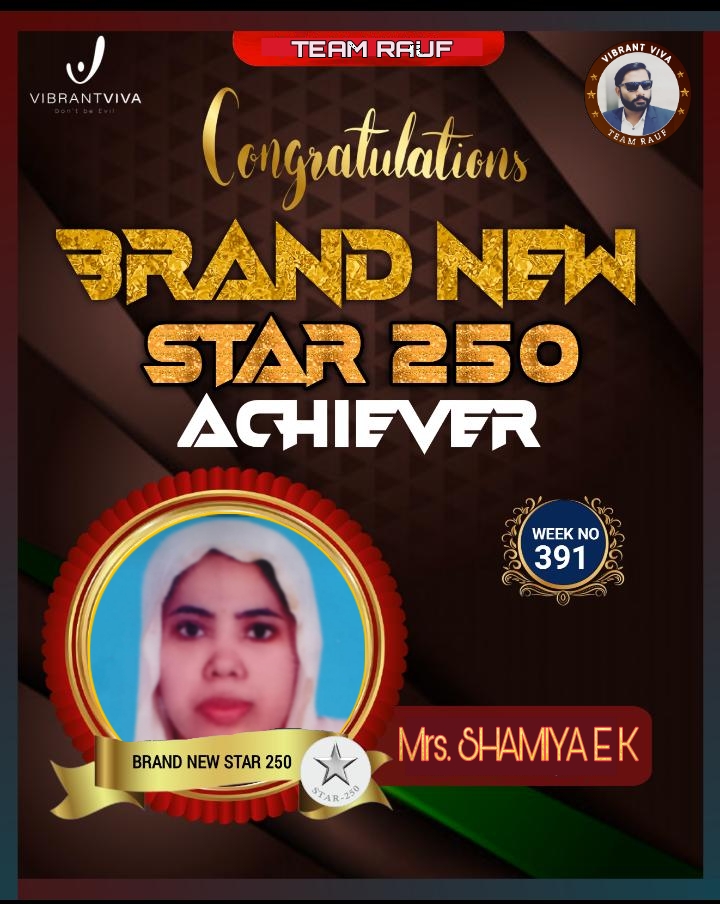 TEAM RAUF
VIBRANTVIVA
Don't be Evil
VIBRANT VIVA
TEAM RAUF
Congratulations
BRAND NEW
STAR 250
ACHIEVER
WEEK NO
391
Mrs. SHAMIYA E K
BRAND NEW STAR 250
STAR-250